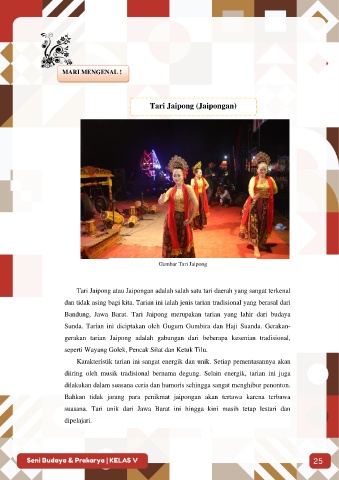 MARI MENGENAL !
Tari Jaipong (Jaipongan)
Gambar Tari Jaipong
Tari Jaipong atau Jaipongan adalah salah satu tari daerah yang sangat terkenal
dan tidak asing bagi kita. Tarian ini ialah jenis tarian tradisional yang berasal dari
Bandung, Jawa Barat. Tari Jaipong merupakan tarian yang lahir dari budaya
Sunda. Tarian ini diciptakan oleh Gugum Gumbira dan Haji Suanda. Gerakan-
gerakan tarian Jaipong adalah gabungan dari beberapa kesenian tradisional,
seperti Wayang Golek, Pencak Silat dan Ketuk Tilu.
Karakteristik tarian ini sangat energik dan unik. Setiap pementasannya akan
diiring oleh musik tradisional bernama degung. Selain energik, tarian ini juga
dilakukan dalam suasana ceria dan humoris sehingga sangat menghibur penonton.
Bahkan tidak jarang para penikmat jaipongan akan tertawa karena terbawa
suasana. Tari unik dari Jawa Barat ini hingga kini masih tetap lestari dan
dipelajari.
Seni Budaya & Prakarya | KELAS V
25